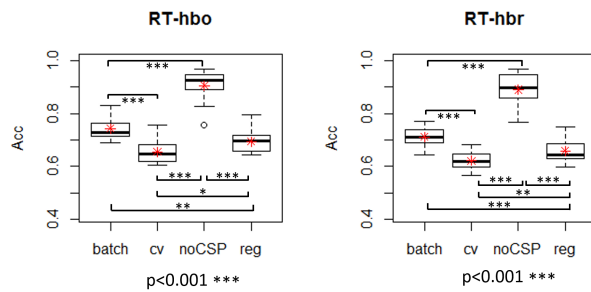 RT-hbo
Acc
1.0
0.8
0.6
0.4
***
***
***
***
*
**
batch cv noCSP reg
p<0.001 ***
RT-hbr
Acc
1.0
0.8
0.6
0.4
***
***
***
***
**
***
batch cv noCSP reg
p<0.001 ***